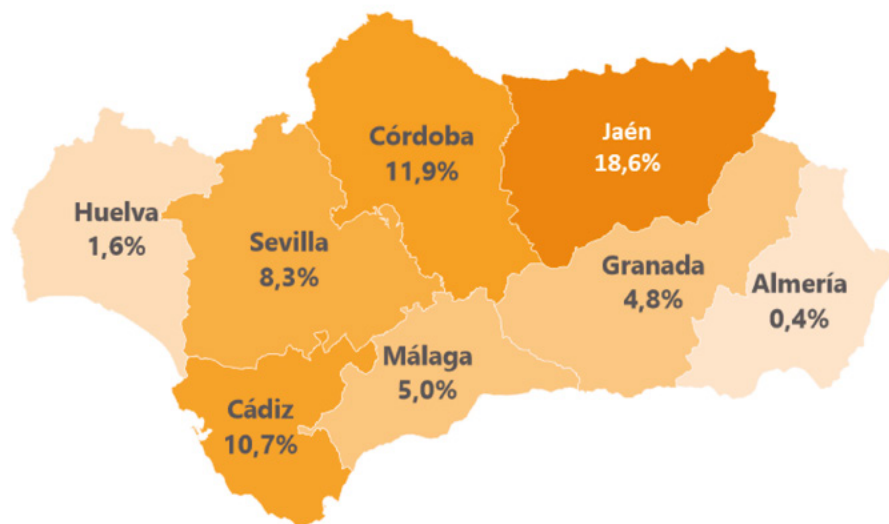 Córdoba
11,9%
Jaén
18,6%
Huelva
1,6%
Sevilla
8,3%
Granada
4,8%
Almería
0,4%
Málaga
5,0%
Cádiz
10,7%